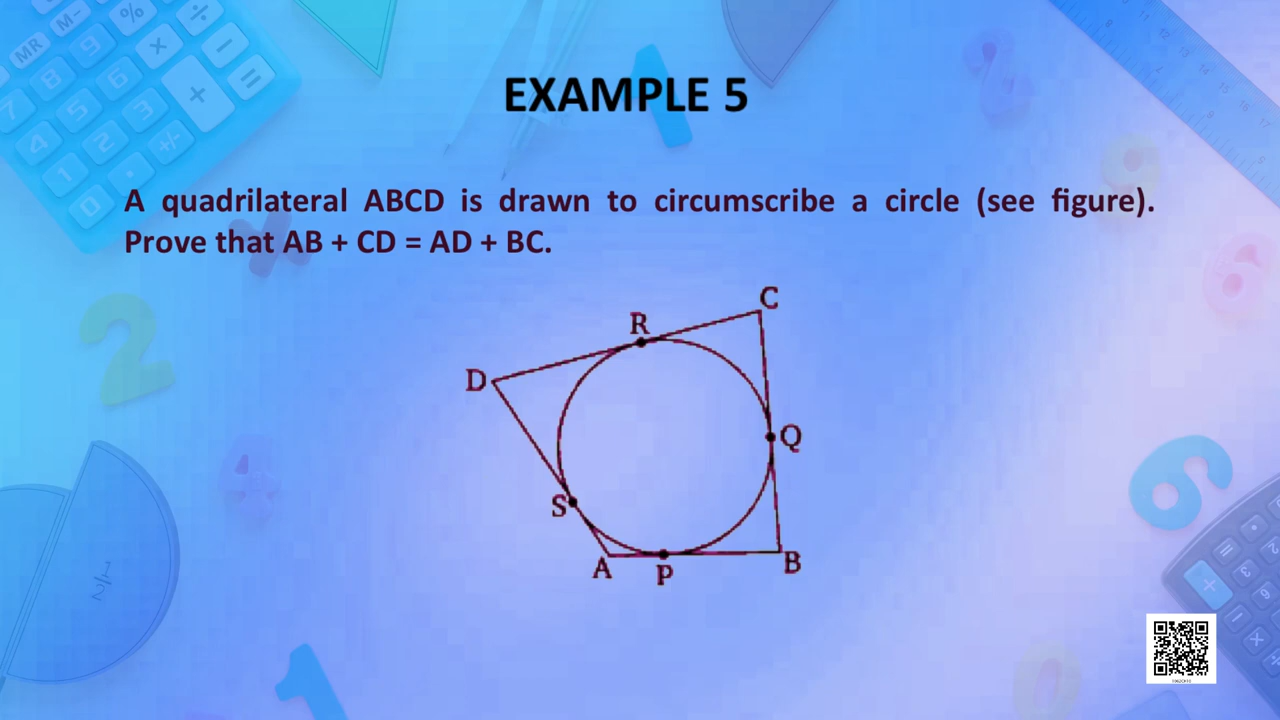 EXAMPLE 5
A quadrilateral ABCD is drawn to circumscribe a circle (see figure).
Prove that AB + CD = AD + BC.
C
R
D
Q
S
A
P
B